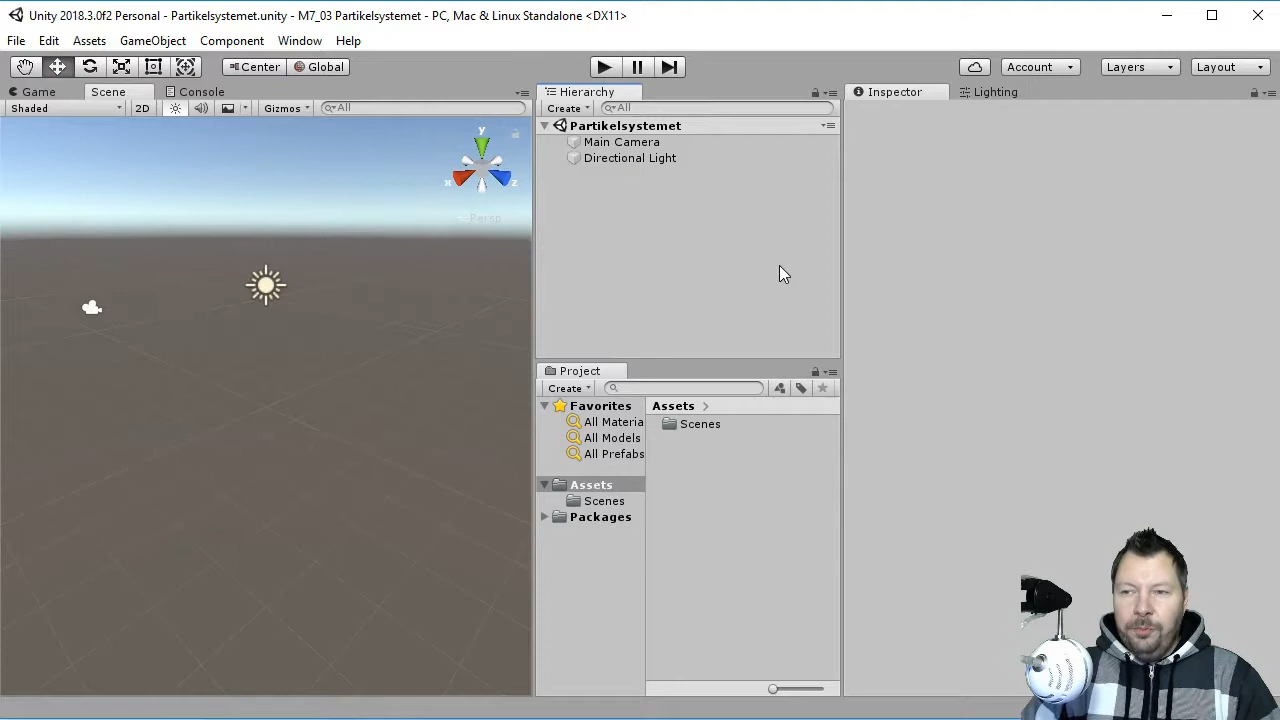 Unity 2018.3.0f2 Personal - Partikelsystemet.unity - M7_03 Partikelsystemet - PC, Mac & Linux Standalone <DX11>
File Edit Assets GameObject Component Window Help
Center Global Account Layers Layout
Game Scene Console
Shaded 2D Gizmos All
y
x z
Persp
Hierarchy
Create All
Partikelsystemet
Main Camera
Directional Light
Project
Create
Favorites
All Materia
All Models
All Prefabs
Assets
Scenes
Packages
Assets
Scenes
Inspector Lighting